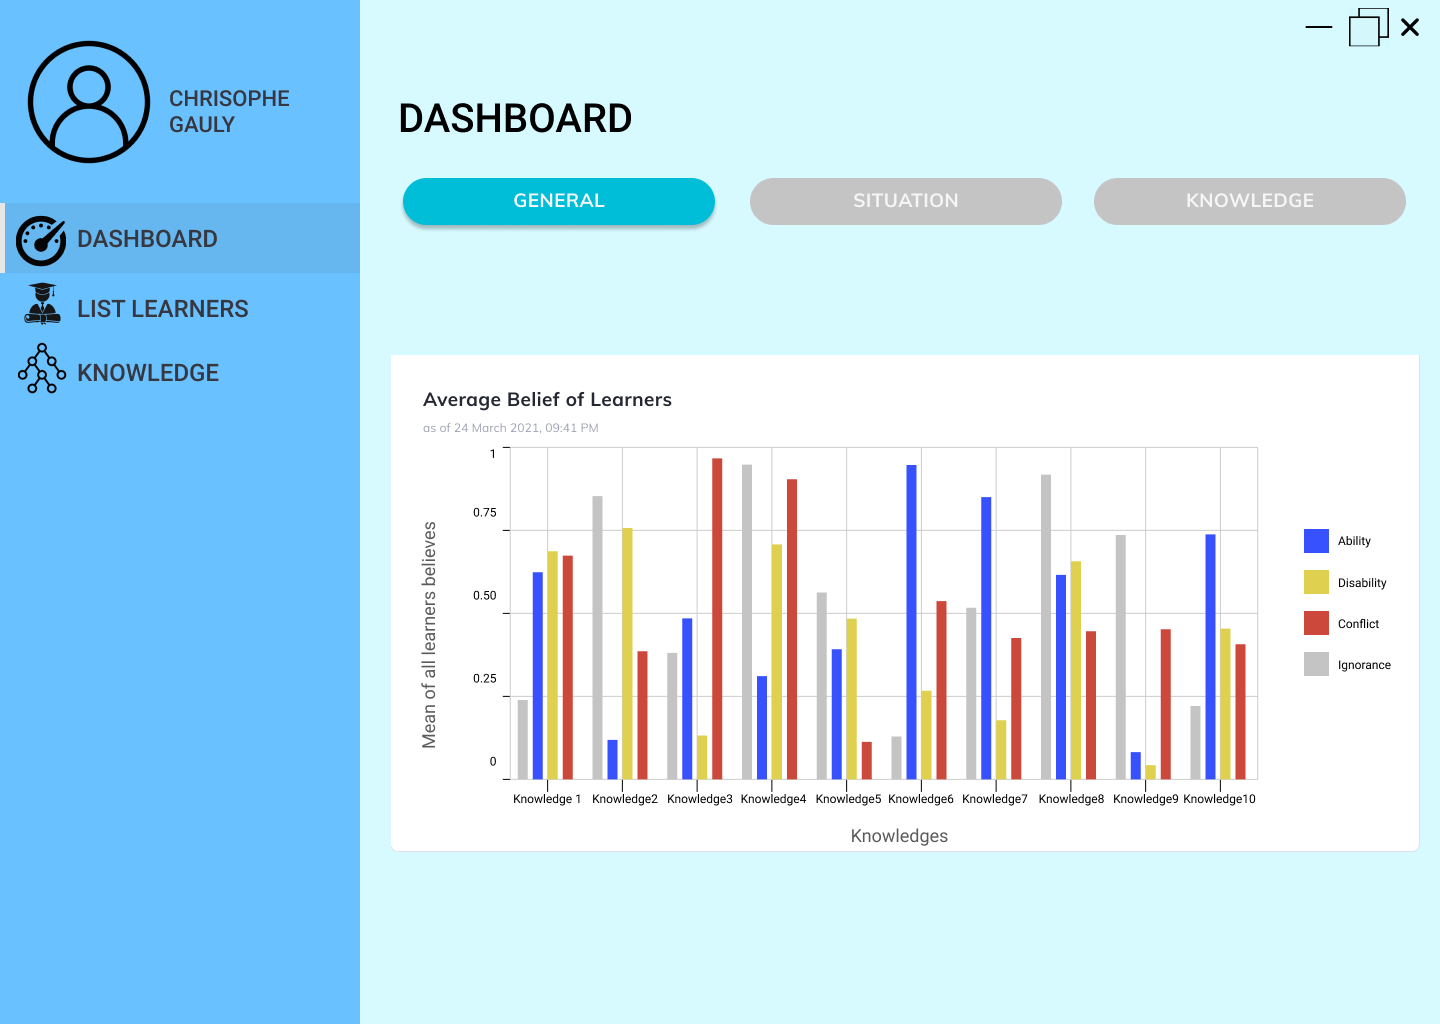 CHRISOPHE
GAULY
DASHBOARD
LIST LEARNERS
KNOWLEDGE
DASHBOARD
GENERAL
SITUATION
KNOWLEDGE
Average Belief of Learners
as of 24 March 2021, 09:41 PM
Mean of all learners believes
1
0.75
0.50
0.25
0
Knowledge 1
Knowledge2
Knowledge3
Knowledge4
Knowledge5
Knowledge6
Knowledge7
Knowledge8
Knowledge9
Knowledge10
Knowledges
Ability
Disability
Conflict
Ignorance